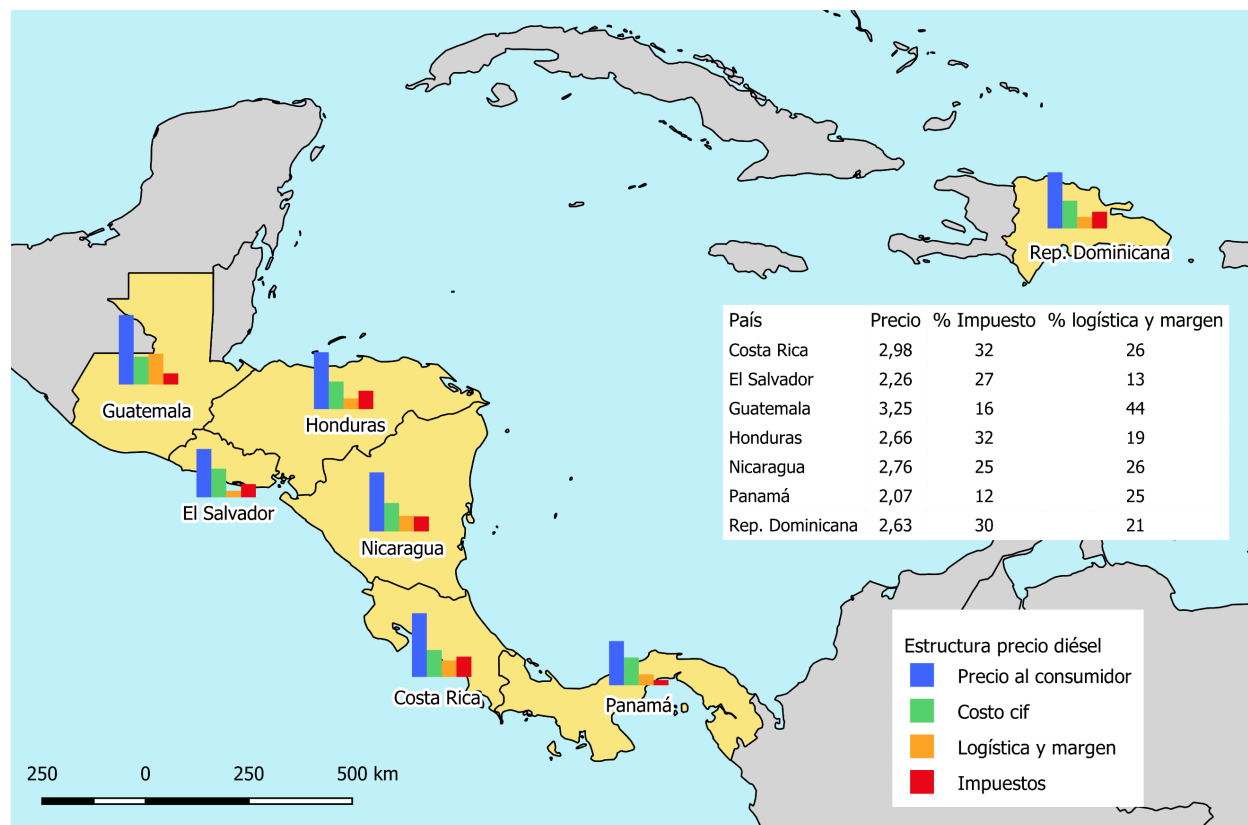 Rep. Dominicana
País Precio % Impuesto % logística y margen
Costa Rica 2,98 32 26
El Salvador 2,26 27 13
Guatemala 3,25 16 44
Honduras 2,66 32 19
Nicaragua 2,76 25 26
Panamá 2,07 12 25
Rep. Dominicana 2,63 30 21
Guatemala
Honduras
El Salvador
Nicaragua
Costa Rica
Panamá
Estructura precio diésel
Precio al consumidor
Costo cif
Logística y margen
Impuestos
250 0 250 500 km